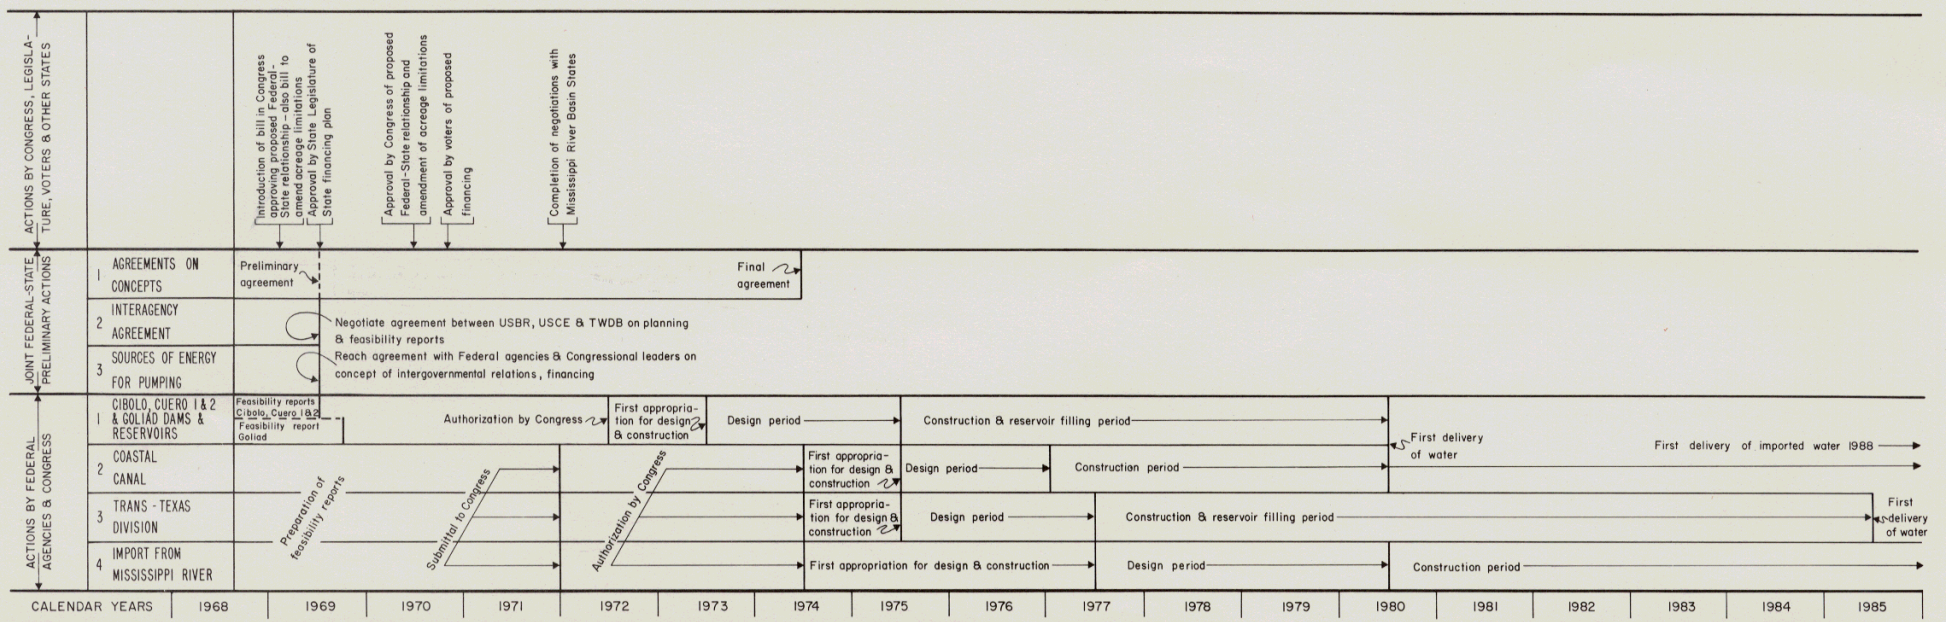 ACTIONS BY CONGRESS, LEGISLA-
TURE, VOTERS & OTHER STATES
Introduction of bill in Congress
approving proposed Federal-
State relationship – also bill to
amend acreage limitations
Approval by State Legislature of
State financing plan
Approval by Congress of proposed
Federal-State relationship and
amendment of acreage limitations
Approval by voters of proposed
financing
Completion of negotiations with
Mississippi River Basin States
JOINT FEDERAL-STATE
PRELIMINARY ACTIONS
1
AGREEMENTS ON
CONCEPTS
Preliminary
agreement
Final
agreement
2
INTERAGENCY
AGREEMENT
Negotiate agreement between USBR, USCE & TWDB on planning
& feasibility reports
3
SOURCES OF ENERGY
FOR PUMPING
Reach agreement with Federal agencies & Congressional leaders on
concept of intergovernmental relations, financing
ACTIONS BY FEDERAL
AGENCIES & CONGRESS
1
CIBOLO, CUERO 1 & 2
& GOLIAD DAMS &
RESERVOIRS
Feasibility reports
Cibolo, Cuero 1&2
Feasibility report
Goliad
Authorization by Congress
First appropria-
tion for design
& construction
Design period
Construction & reservoir filling period
First delivery
of water
First delivery of imported water 1988
2
COASTAL
CANAL
Preparation of
feasibility reports
Submittal to Congress
Authorization by Congress
First appropria-
tion for design &
construction
Design period
Construction period
3
TRANS - TEXAS
DIVISION
First appropria-
tion for design &
construction
Design period
Construction & reservoir filling period
First
delivery
of water
4
IMPORT FROM
MISSISSIPPI RIVER
First appropriation for design & construction
Design period
Construction period
CALENDAR YEARS 1968 1969 1970 1971 1972 1973 1974 1975 1976 1977 1978 1979 1980 1981 1982 1983 1984 1985